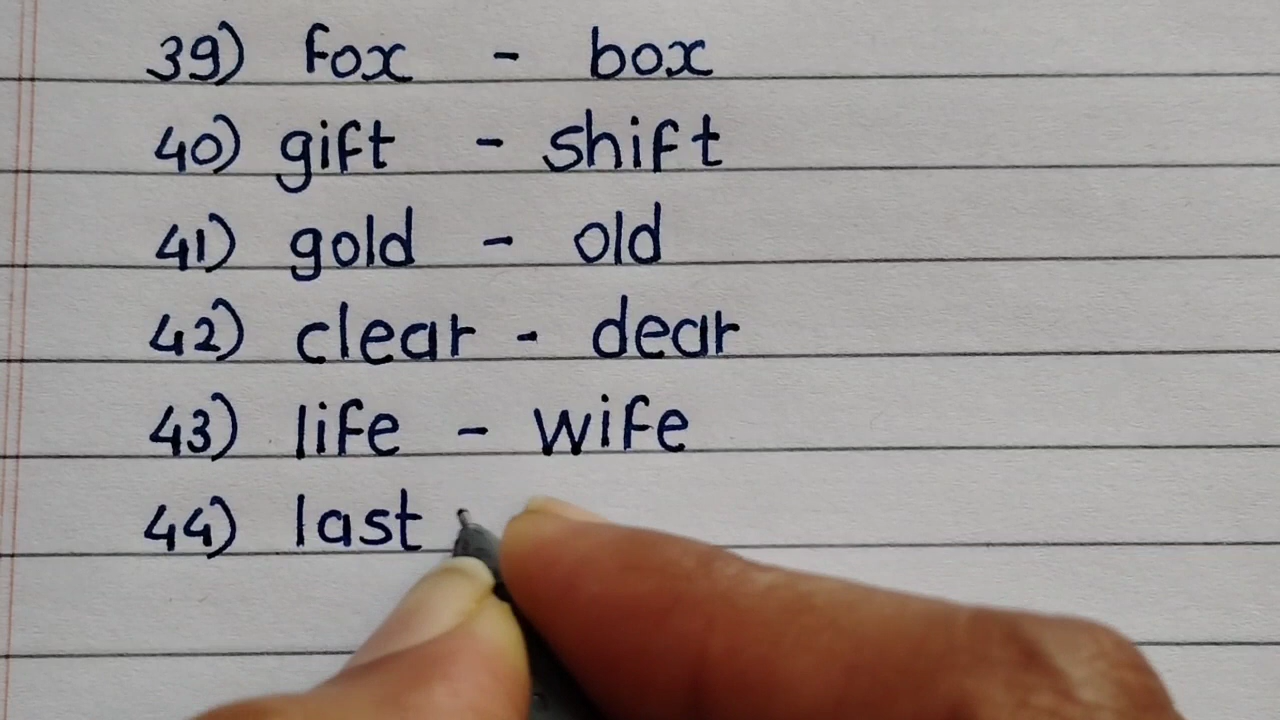 39) fox - box
40) gift - shift
41) gold - old
42) clear - dear
43) life - wife
44) last